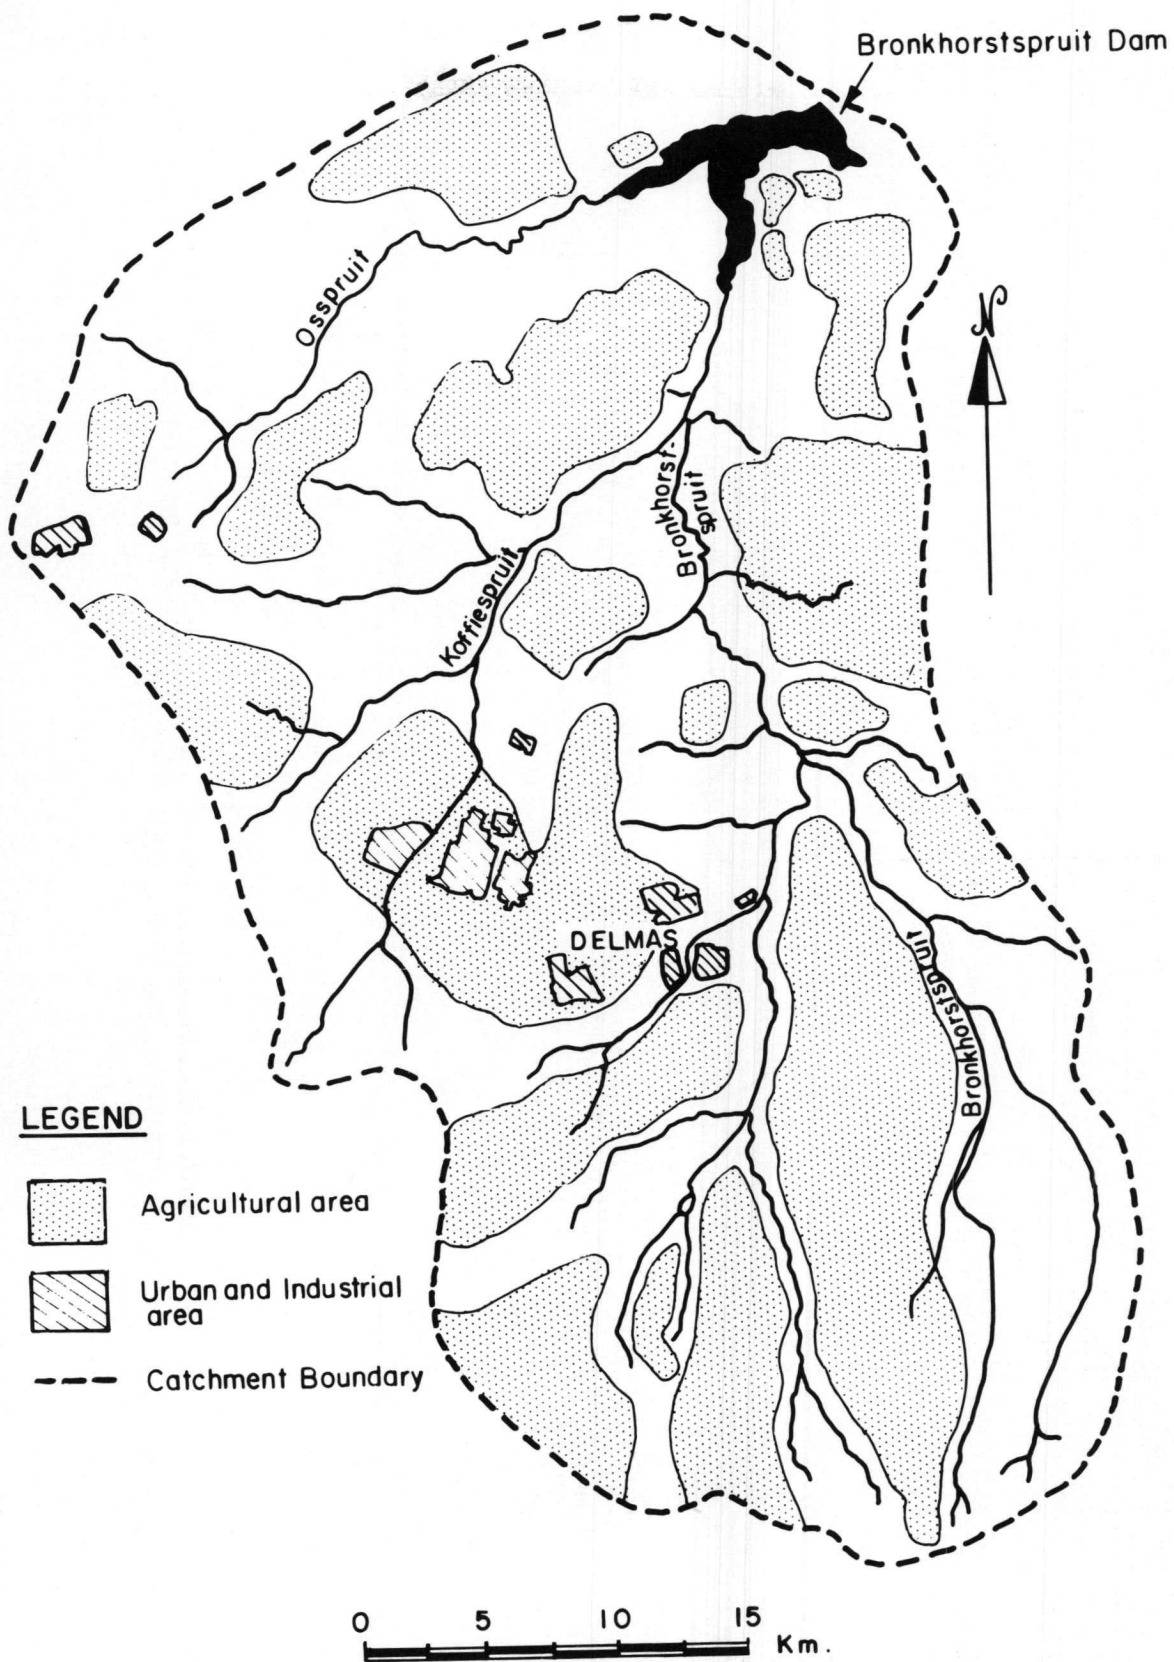 Bronkhorstspruit Dam
Osspruit
N
Bronkhorst-
spruit
Koffiespruit
DELMAS
Bronkhorstspruit
LEGEND
Agricultural area
Urban and Industrial
area
Catchment Boundary
0 5 10 15
Km.